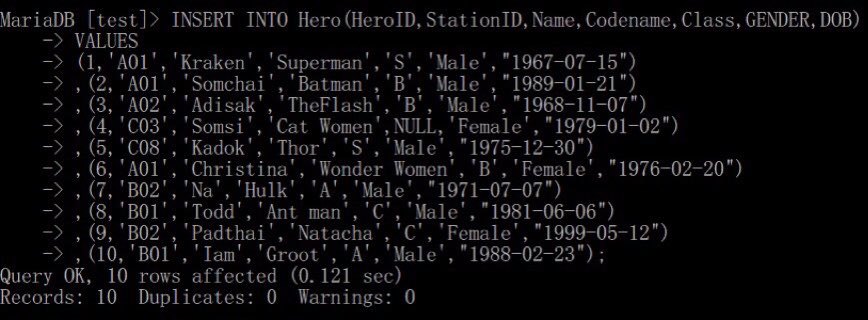 MariaDB [test]> INSERT INTO Hero(HeroID,StationID,Name,Codename,Class,GENDER,DOB)
-> VALUES
-> (1,'A01','Kraken','Superman','S','Male',"1967-07-15")
-> ,(2,'A01','Somchai','Batman','B','Male',"1989-01-21")
-> ,(3,'A02','Adisak','TheFlash','B','Male',"1968-11-07")
-> ,(4,'C03','Somsi','Cat Women',NULL,'Female',"1979-01-02")
-> ,(5,'C08','Kadok','Thor','S','Male',"1975-12-30")
-> ,(6,'A01','Christina','Wonder Women','B','Female',"1976-02-20")
-> ,(7,'B02','Na','Hulk','A','Male',"1971-07-07")
-> ,(8,'B01','Todd','Ant man','C','Male',"1981-06-06")
-> ,(9,'B02','Padthai','Natacha','C','Female',"1999-05-12")
-> ,(10,'B01','Iam','Groot','A','Male',"1988-02-23");
Query OK, 10 rows affected (0.121 sec)
Records: 10  Duplicates: 0  Warnings: 0